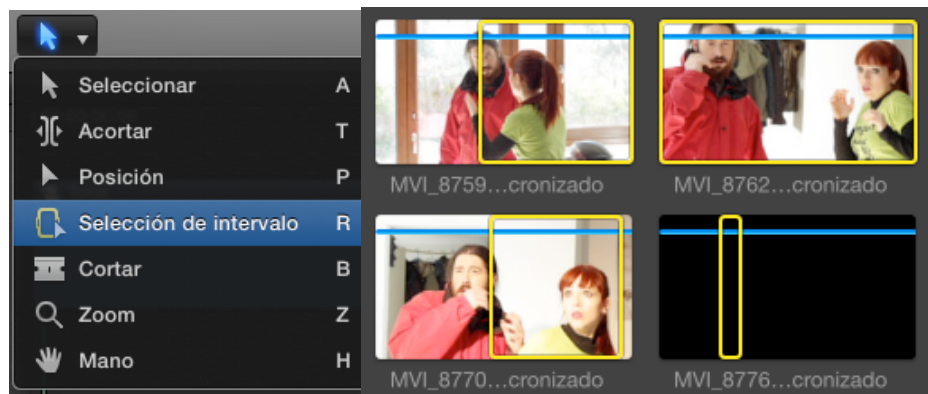 Seleccionar A
Acortar T
Posición P
Selección de intervalo R
Cortar B
Zoom Z
Mano H
MVI_8759...cronizado
MVI_8762...cronizado
MVI_8770...cronizado
MVI_8776...cronizado